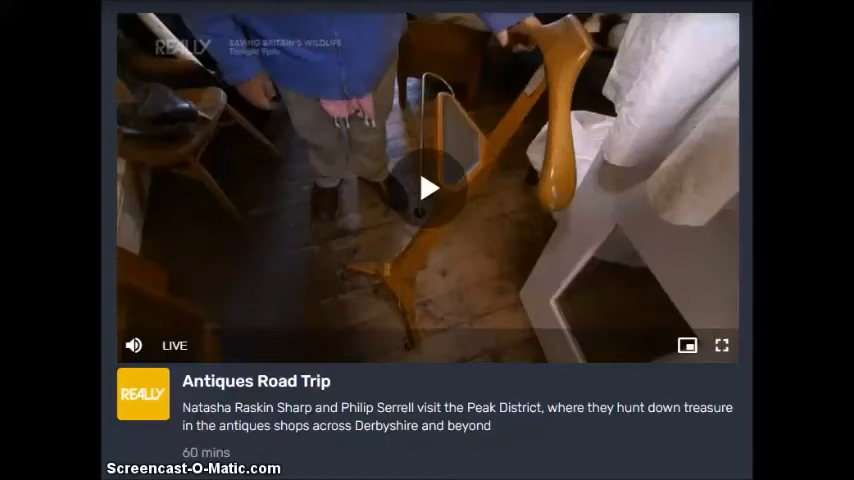 REALLY
SAVING BRITAIN'S WILDLIFE
Tonight 9pm
LIVE
REALLY
Antiques Road Trip
Natasha Raskin Sharp and Philip Serrell visit the Peak District, where they hunt down treasure
in the antiques shops across Derbyshire and beyond
60 mins
Screencast-O-Matic.com